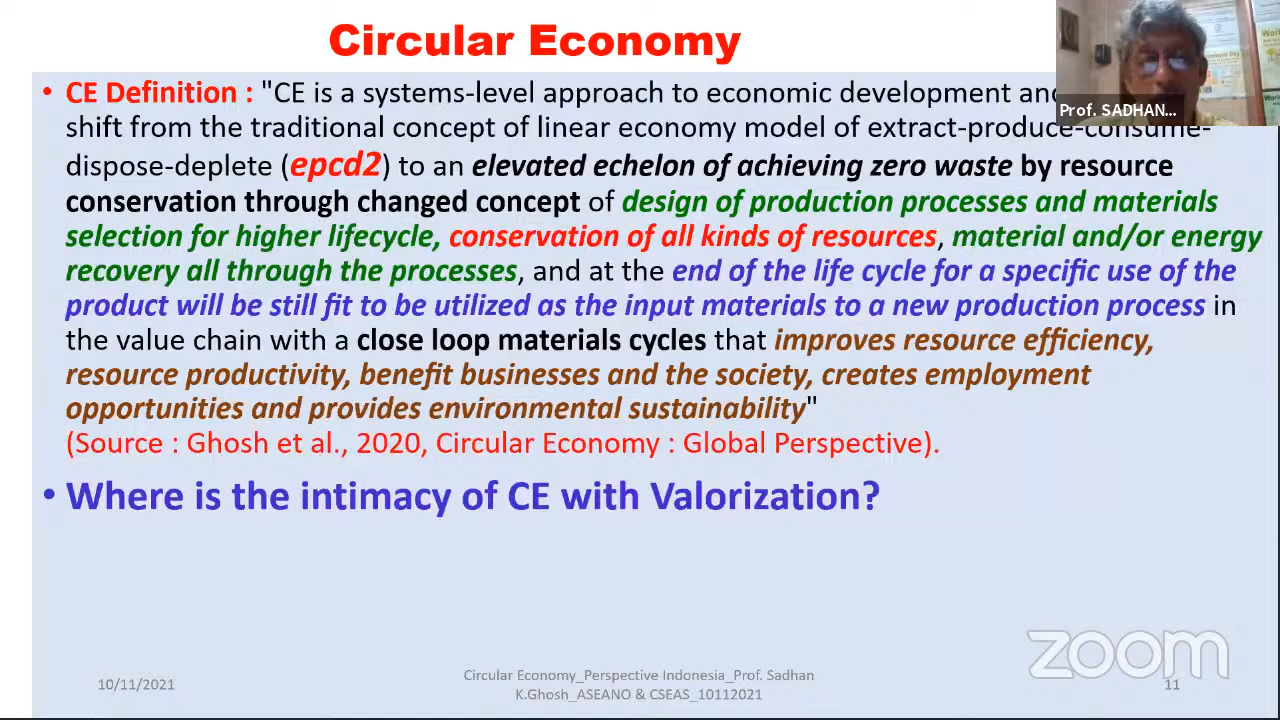 Circular Economy
• CE Definition : "CE is a systems-level approach to economic development and
shift from the traditional concept of linear economy model of extract-produce-consume-
dispose-deplete (epcd2) to an elevated echelon of achieving zero waste by resource
conservation through changed concept of design of production processes and materials
selection for higher lifecycle, conservation of all kinds of resources, material and/or energy
recovery all through the processes, and at the end of the life cycle for a specific use of the
product will be still fit to be utilized as the input materials to a new production process in
the value chain with a close loop materials cycles that improves resource efficiency,
resource productivity, benefit businesses and the society, creates employment
opportunities and provides environmental sustainability"
(Source : Ghosh et al., 2020, Circular Economy : Global Perspective).
• Where is the intimacy of CE with Valorization?
Prof. SADHAN...
zoom
10/11/2021
Circular Economy_Perspective Indonesia_Prof. Sadhan
K.Ghosh_ASEANO & CSEAS_10112021
11